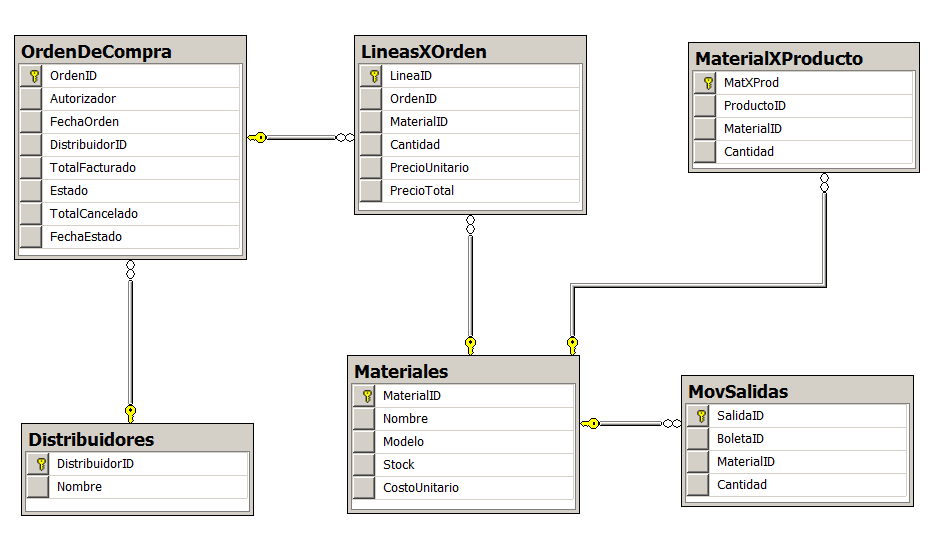 OrdenDeCompra
OrdenID
Autorizador
FechaOrden
DistribuidorID
TotalFacturado
Estado
TotalCancelado
FechaEstado
LineasXOrden
LineaID
OrdenID
MaterialID
Cantidad
PrecioUnitario
PrecioTotal
MaterialXProducto
MatXProd
ProductoID
MaterialID
Cantidad
Distribuidores
DistribuidorID
Nombre
Materiales
MaterialID
Nombre
Modelo
Stock
CostoUnitario
MovSalidas
SalidaID
BoletaID
MaterialID
Cantidad